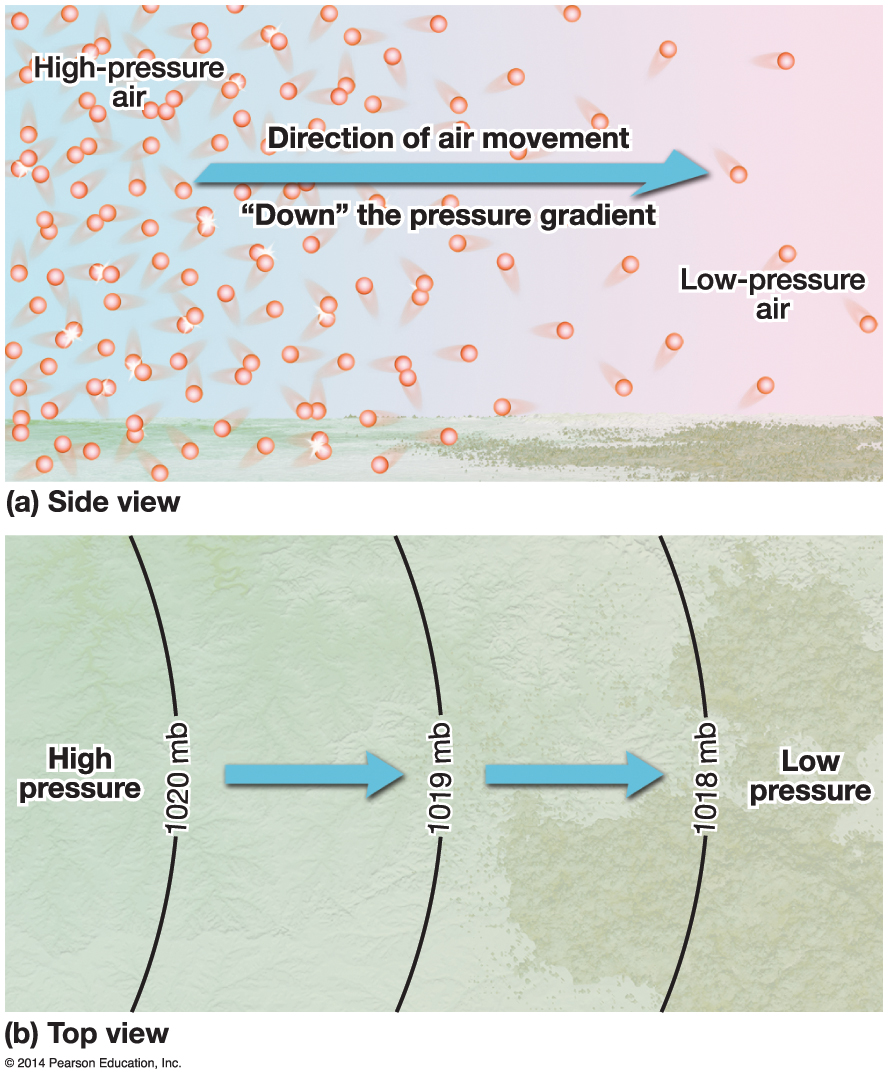 High-pressure
air
Direction of air movement
“Down” the pressure gradient
Low-pressure
air
(a) Side view
High
pressure
1020 mb
1019 mb
1018 mb
Low
pressure
(b) Top view
© 2014 Pearson Education, Inc.